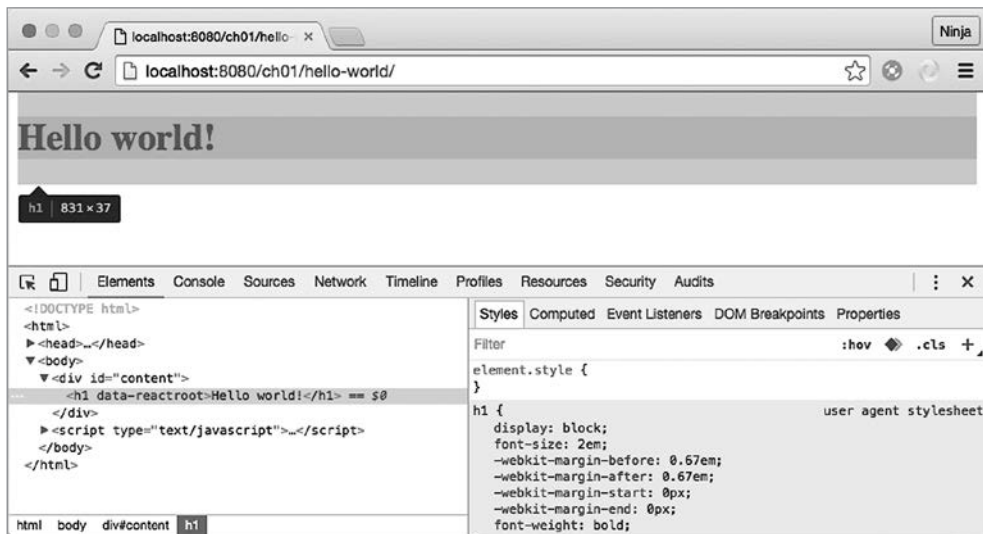 localhost:8080/ch01/hello-
Ninja
localhost:8080/ch01/hello-world/
Hello world!
h1 | 831 × 37
Elements Console Sources Network Timeline Profiles Resources Security Audits
<!DOCTYPE html>
<html>
▶<head>…</head>
▼<body>
▼<div id="content">
<h1 data-reactroot>Hello world!</h1> == $0
</div>
▶<script type="text/javascript">…</script>
</body>
</html>
html body div#content h1
Styles Computed Event Listeners DOM Breakpoints Properties
Filter :hov .cls +
element.style {
}
h1 { user agent stylesheet
display: block;
font-size: 2em;
-webkit-margin-before: 0.67em;
-webkit-margin-after: 0.67em;
-webkit-margin-start: 0px;
-webkit-margin-end: 0px;
font-weight: bold;